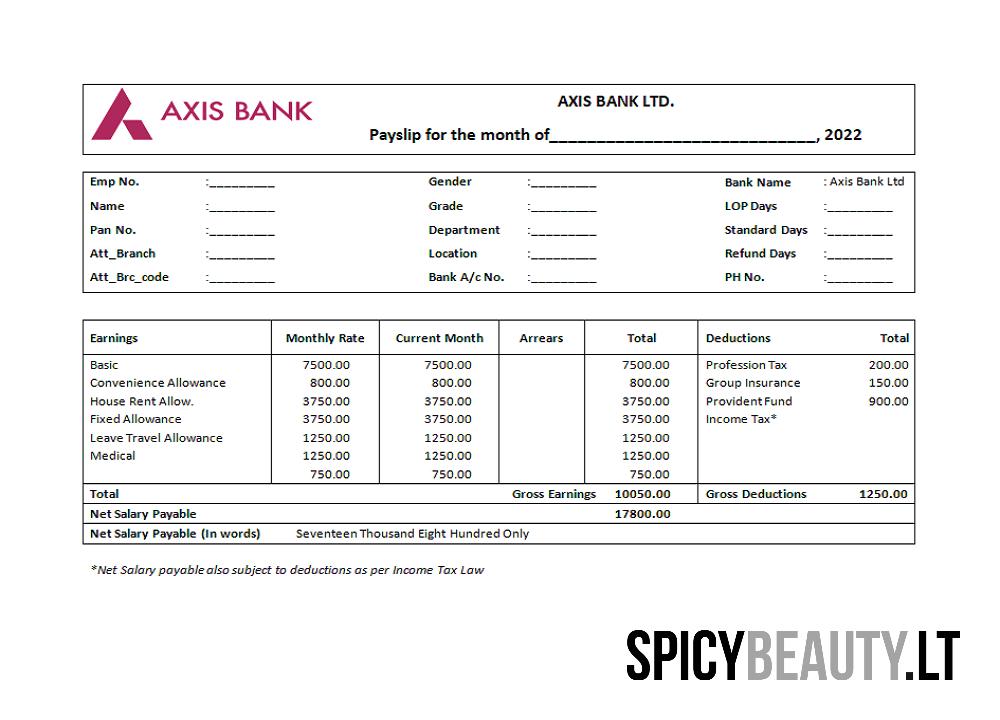 AXIS BANK
AXIS BANK LTD.
Payslip for the month of____________________________, 2022
Emp No. :_________ Gender :_________ Bank Name : Axis Bank Ltd
Name :_________ Grade :_________ LOP Days :_________
Pan No. :_________ Department :_________ Standard Days :_________
Att_Branch :_________ Location :_________ Refund Days :_________
Att_Brc_code :_________ Bank A/c No. :_________ PH No. :_________
Earnings Monthly Rate Current Month Arrears Total Deductions Total
Basic 7500.00 7500.00 7500.00 Profession Tax 200.00
Convenience Allowance 800.00 800.00 800.00 Group Insurance 150.00
House Rent Allow. 3750.00 3750.00 3750.00 Provident Fund 900.00
Fixed Allowance 3750.00 3750.00 3750.00 Income Tax*
Leave Travel Allowance 1250.00 1250.00 1250.00
Medical 1250.00 1250.00 1250.00
750.00 750.00 750.00
Total Gross Earnings 10050.00 Gross Deductions 1250.00
Net Salary Payable 17800.00
Net Salary Payable (In words) Seventeen Thousand Eight Hundred Only
*Net Salary payable also subject to deductions as per Income Tax Law
SPICYBEAUTY.LT